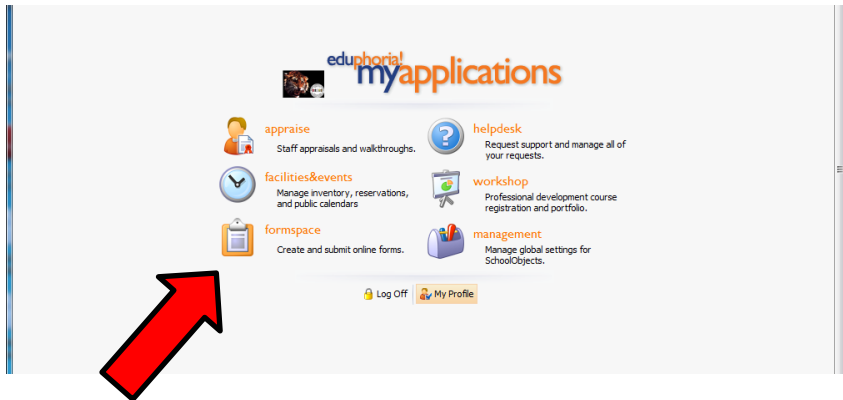 eduphoria!
myapplications
appraise
Staff appraisals and walkthroughs.
helpdesk
Request support and manage all of
your requests.
facilities&events
Manage inventory, reservations,
and public calendars
workshop
Professional development course
registration and portfolio.
formspace
Create and submit online forms.
management
Manage global settings for
SchoolObjects.
Log Off
My Profile